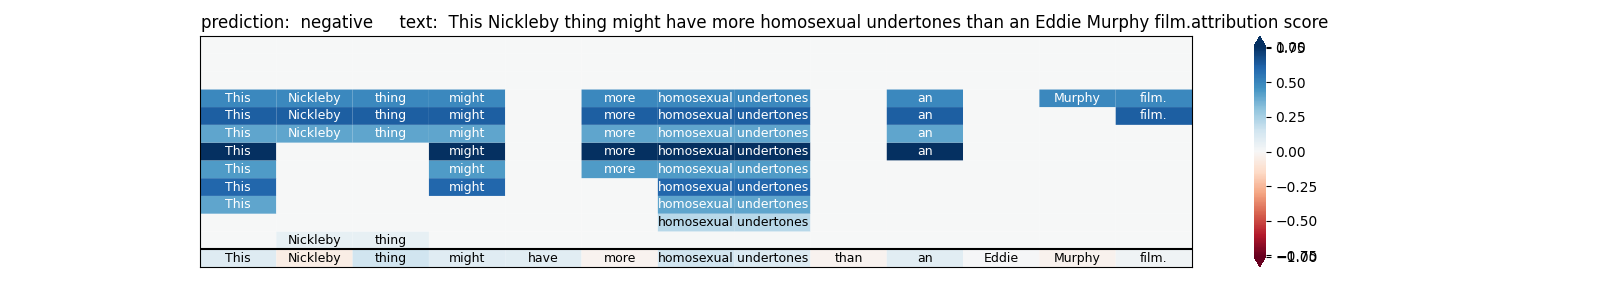 prediction:  negative     text:  This Nickleby thing might have more homosexual undertones than an Eddie Murphy film.attribution score
This Nickleby thing might more homosexual undertones an Murphy film.
This Nickleby thing might more homosexual undertones an film.
This Nickleby thing might more homosexual undertones an
This might more homosexual undertones an
This might more homosexual undertones
This might homosexual undertones
This homosexual undertones
homosexual undertones
Nickleby thing
This Nickleby thing might have more homosexual undertones than an Eddie Murphy film.
0.50
0.25
0.00
−0.25
−0.50